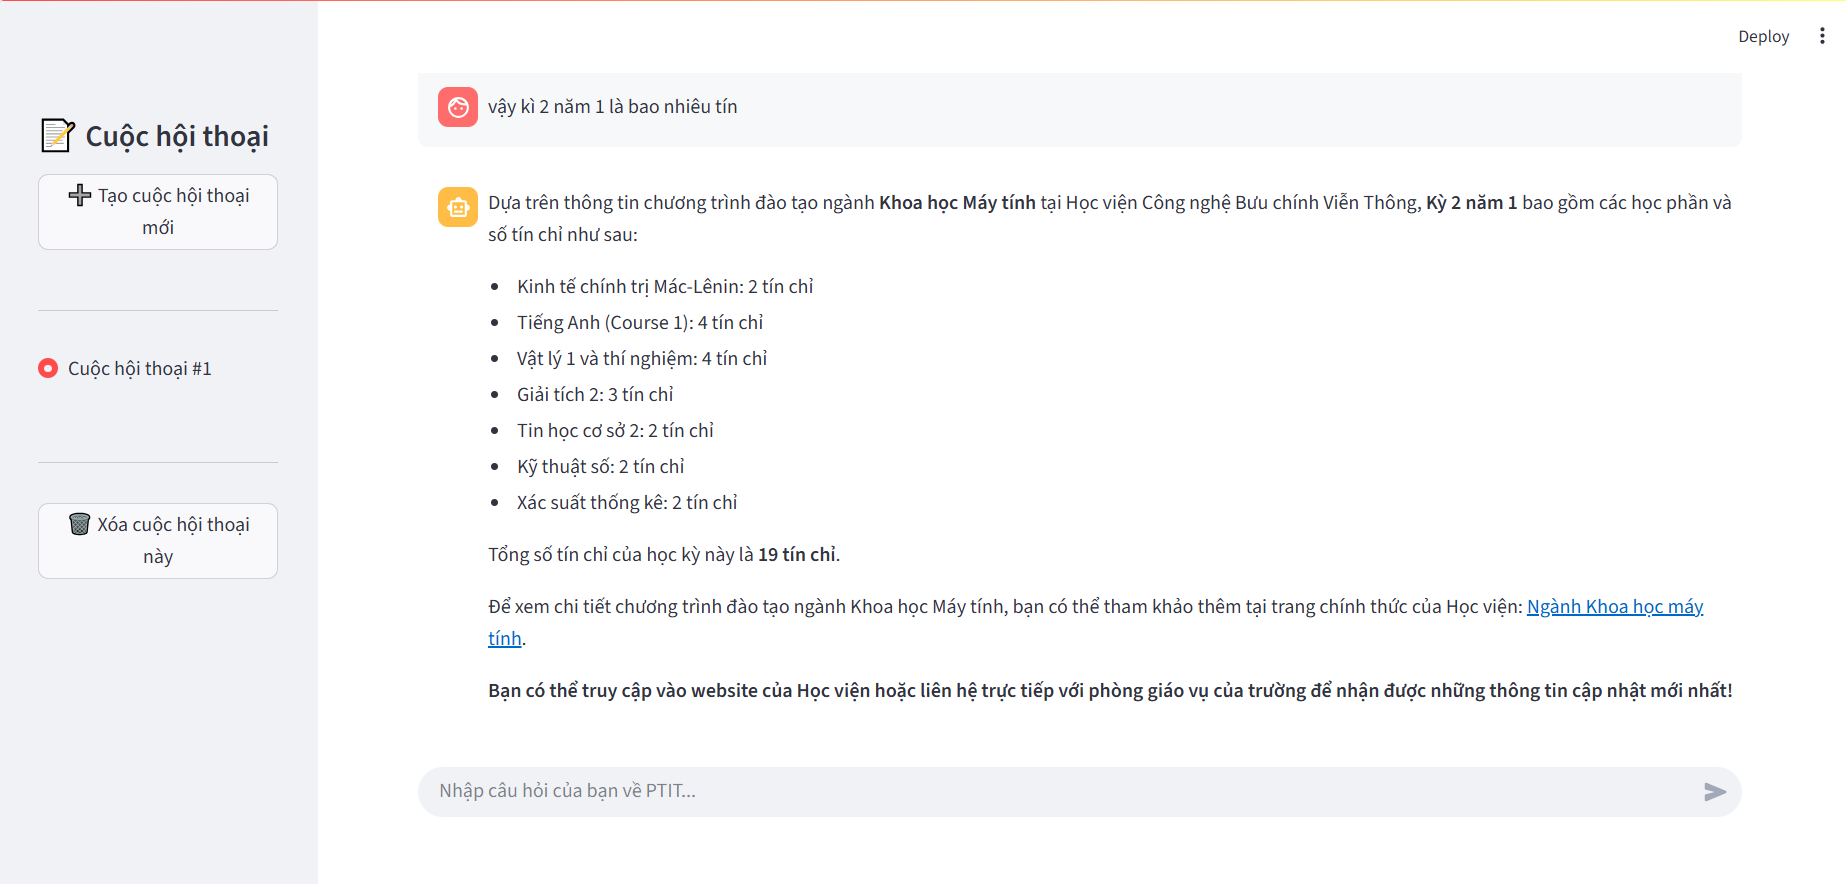 Deploy
Cuộc hội thoại
Tạo cuộc hội thoại
mới
Cuộc hội thoại #1
Xóa cuộc hội thoại
này
vậy kì 2 năm 1 là bao nhiêu tín
Dựa trên thông tin chương trình đào tạo ngành Khoa học Máy tính tại Học viện Công nghệ Bưu chính Viễn Thông, Kỳ 2 năm 1 bao gồm các học phần và
số tín chỉ như sau:
• Kinh tế chính trị Mác-Lênin: 2 tín chỉ
• Tiếng Anh (Course 1): 4 tín chỉ
• Vật lý 1 và thí nghiệm: 4 tín chỉ
• Giải tích 2: 3 tín chỉ
• Tin học cơ sở 2: 2 tín chỉ
• Kỹ thuật số: 2 tín chỉ
• Xác suất thống kê: 2 tín chỉ
Tổng số tín chỉ của học kỳ này là 19 tín chỉ.
Để xem chi tiết chương trình đào tạo ngành Khoa học Máy tính, bạn có thể tham khảo thêm tại trang chính thức của Học viện: Ngành Khoa học máy
tính.
Bạn có thể truy cập vào website của Học viện hoặc liên hệ trực tiếp với phòng giáo vụ của trường để nhận được những thông tin cập nhật mới nhất!
Nhập câu hỏi của bạn về PTIT...